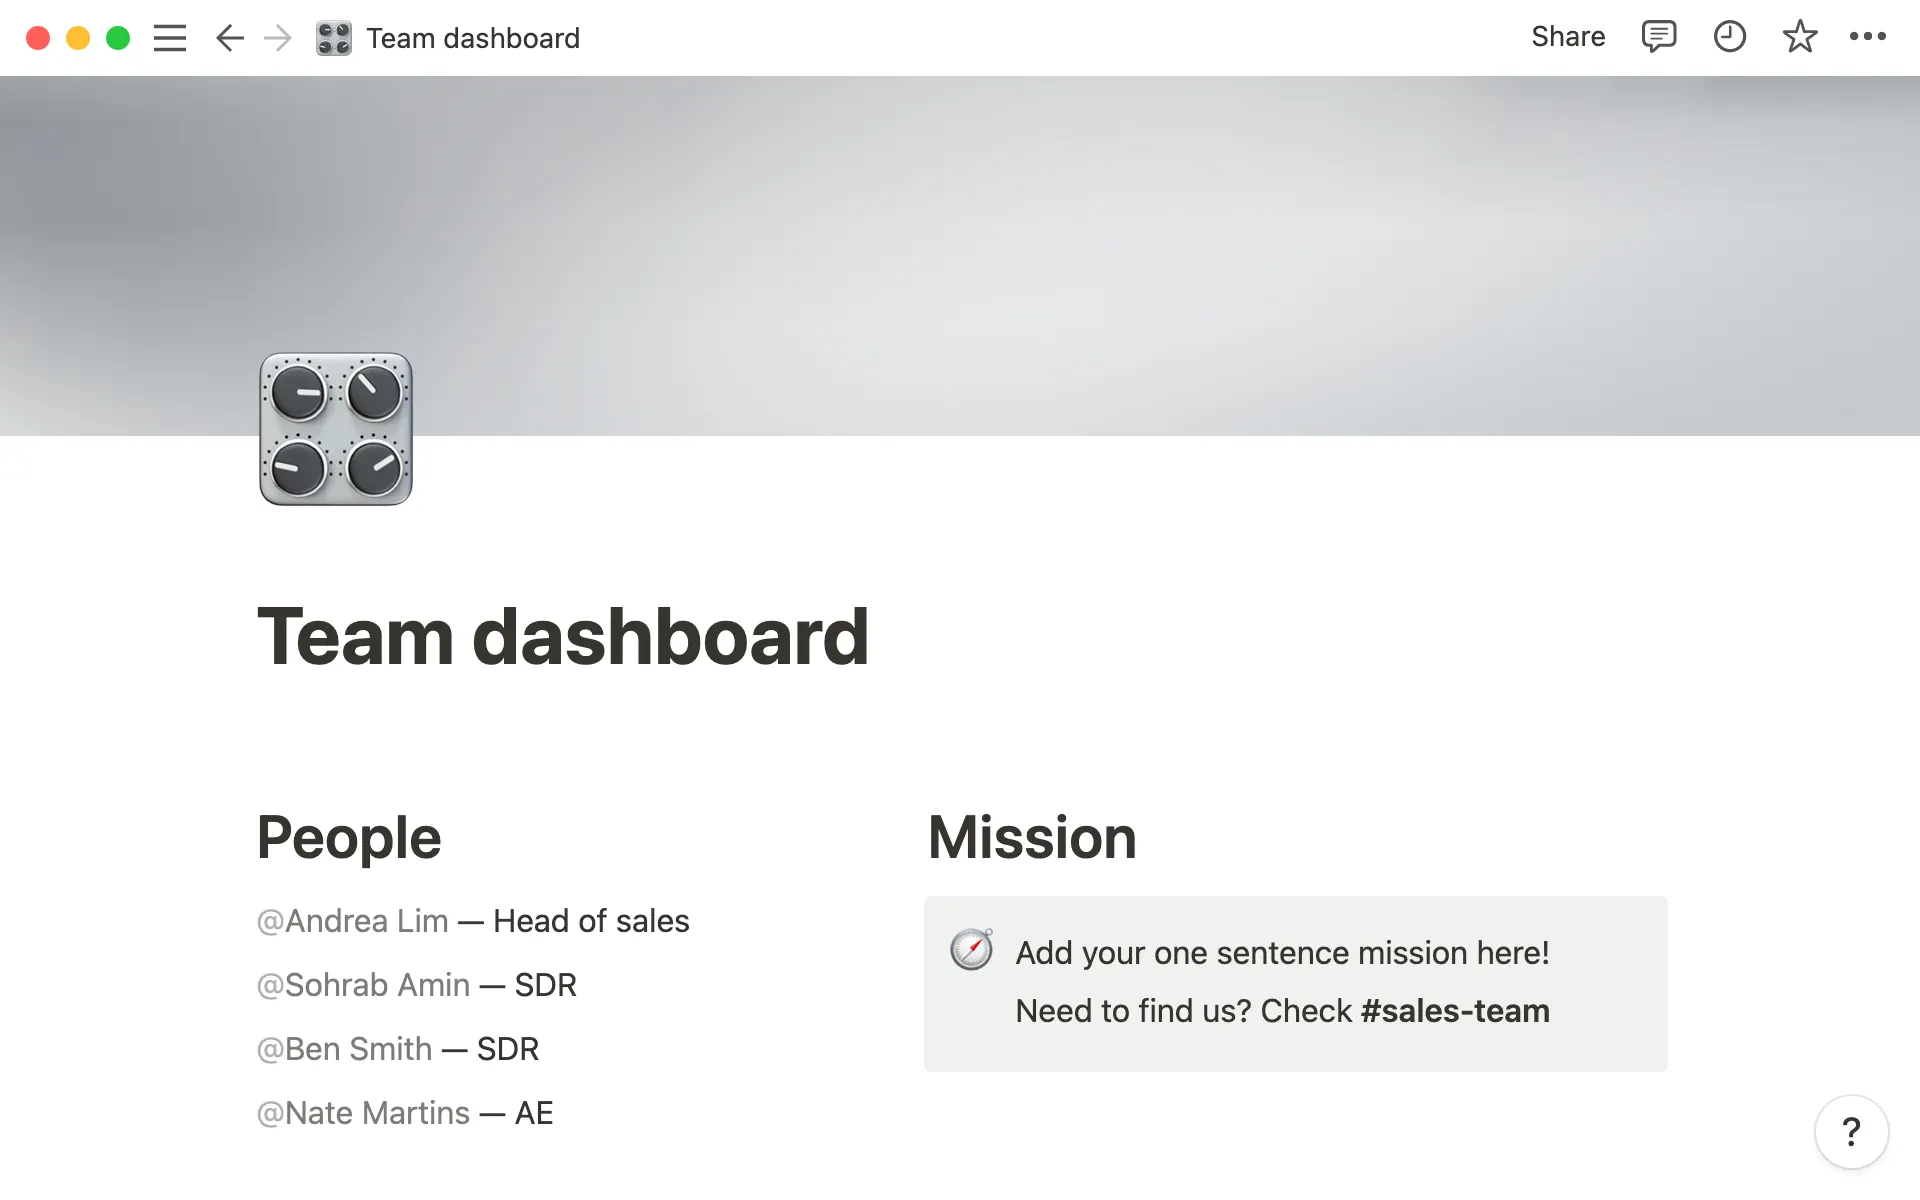 Team dashboard
Share
Team dashboard
People
@Andrea Lim — Head of sales
@Sohrab Amin — SDR
@Ben Smith — SDR
@Nate Martins — AE
Mission
Add your one sentence mission here!
Need to find us? Check #sales-team
?